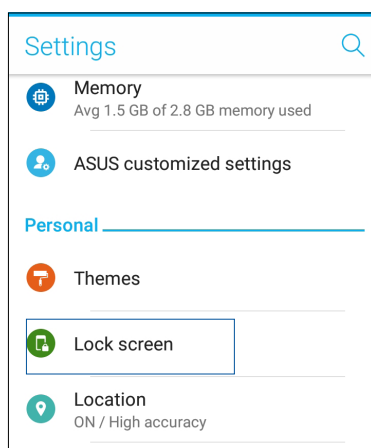 Settings
Memory
Avg 1.5 GB of 2.8 GB memory used
ASUS customized settings
Personal
Themes
Lock screen
Location
ON / High accuracy